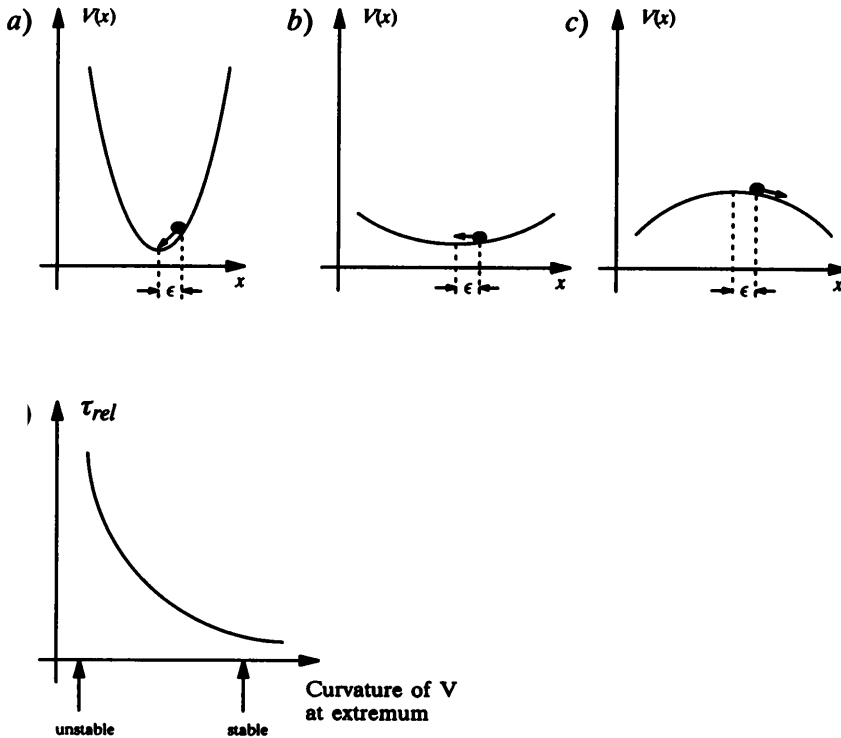 a) V(x)
b) V(x)
c) V(x)
ϵ x
ϵ x
ϵ x
) τrel
Curvature of V
at extremum
unstable stable